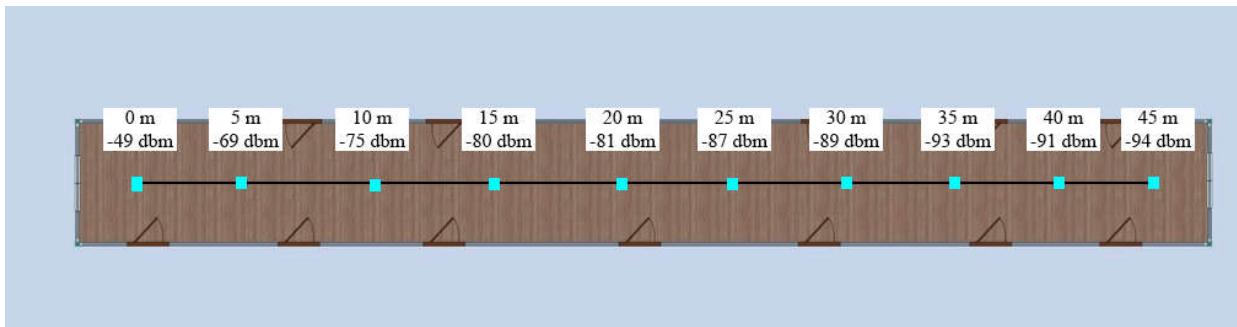 0 m
-49 dbm
5 m
-69 dbm
10 m
-75 dbm
15 m
-80 dbm
20 m
-81 dbm
25 m
-87 dbm
30 m
-89 dbm
35 m
-93 dbm
40 m
-91 dbm
45 m
-94 dbm